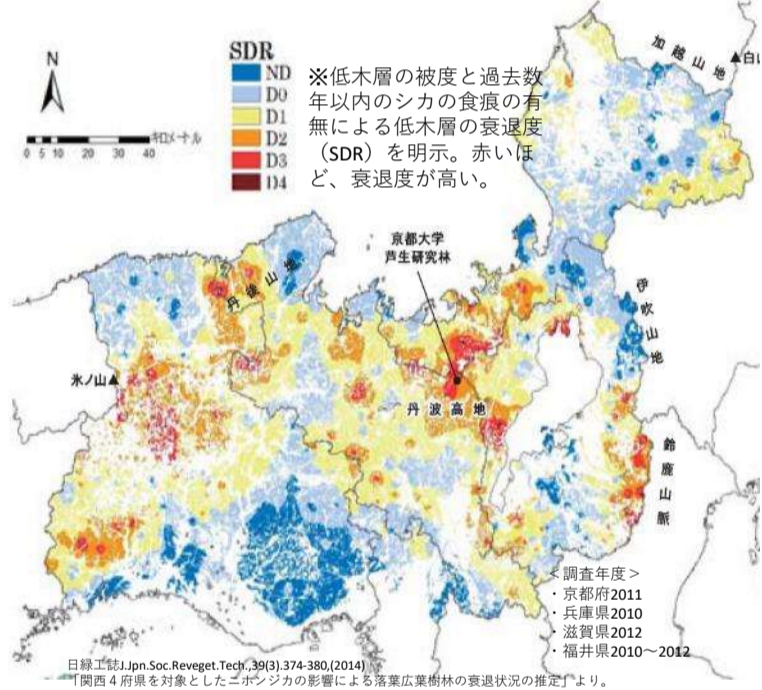 加越山地
▲白山
N
SDR
ND
D0
D1
D2
D3
D4
※低木層の被度と過去数
年以内のシカの食痕の有
無による低木層の衰退度
（SDR）を明示。赤いほ
ど、衰退度が高い。
キロメートル
0 5 10 20 30 40
京都大学
芦生研究林
丹後山地
伊吹山地
氷ノ山▲
丹波高地
鈴鹿山脈
＜調査年度＞
・京都府2011
・兵庫県2010
・滋賀県2012
・福井県2010～2012
日緑工誌J.Jpn.Soc.Reveget.Tech.,39(3).374-380,(2014)
「関西４府県を対象としたニホンジカの影響による落葉広葉樹林の衰退状況の推定」より。